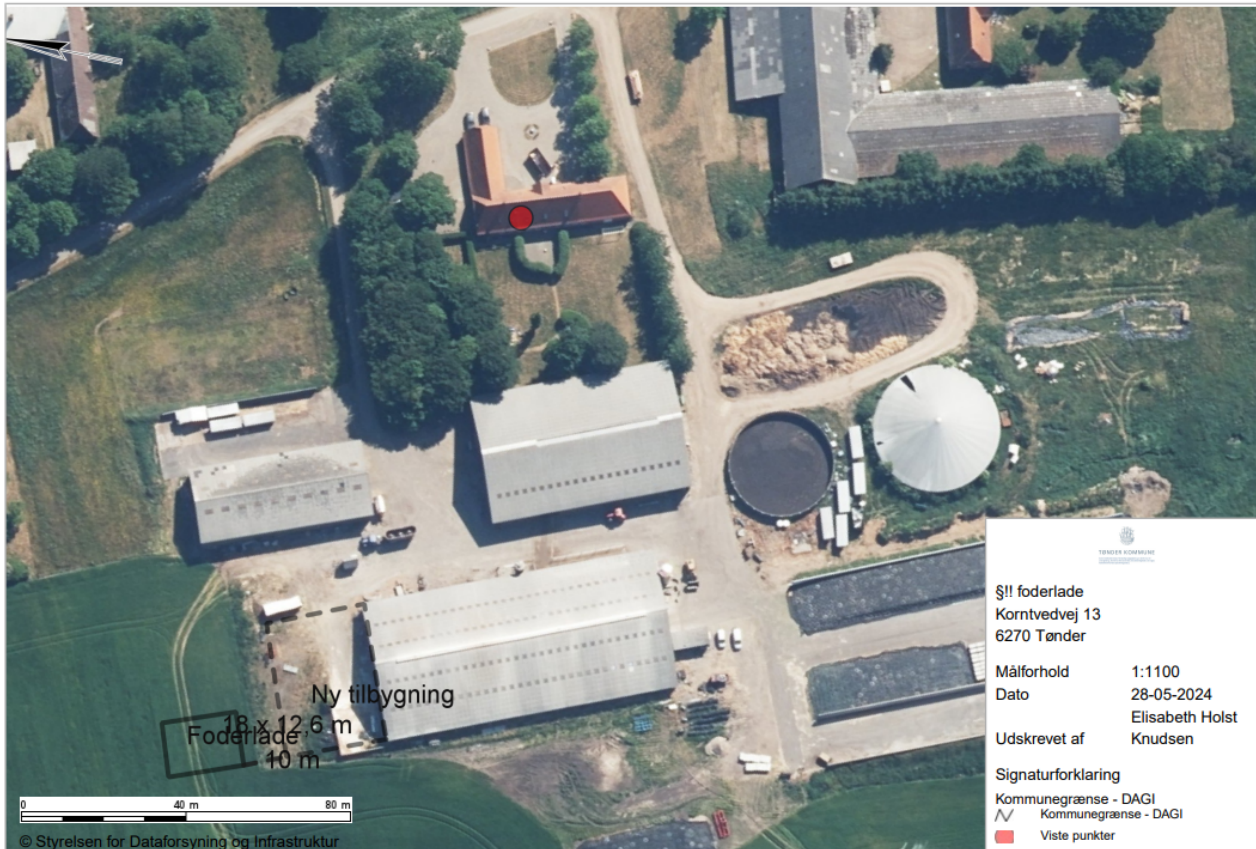 Ny tilbygning
18 x 12,6 m
Foderlade
10 m
0 40 m 80 m
© Styrelsen for Dataforsyning og Infrastruktur
TØNDER KOMMUNE
§!! foderlade
Korntvedvej 13
6270 Tønder
Målforhold 1:1100
Dato 28-05-2024
Elisabeth Holst
Udskrevet af Knudsen
Signaturforklaring
Kommunegrænse - DAGI
Kommunegrænse - DAGI
Viste punkter